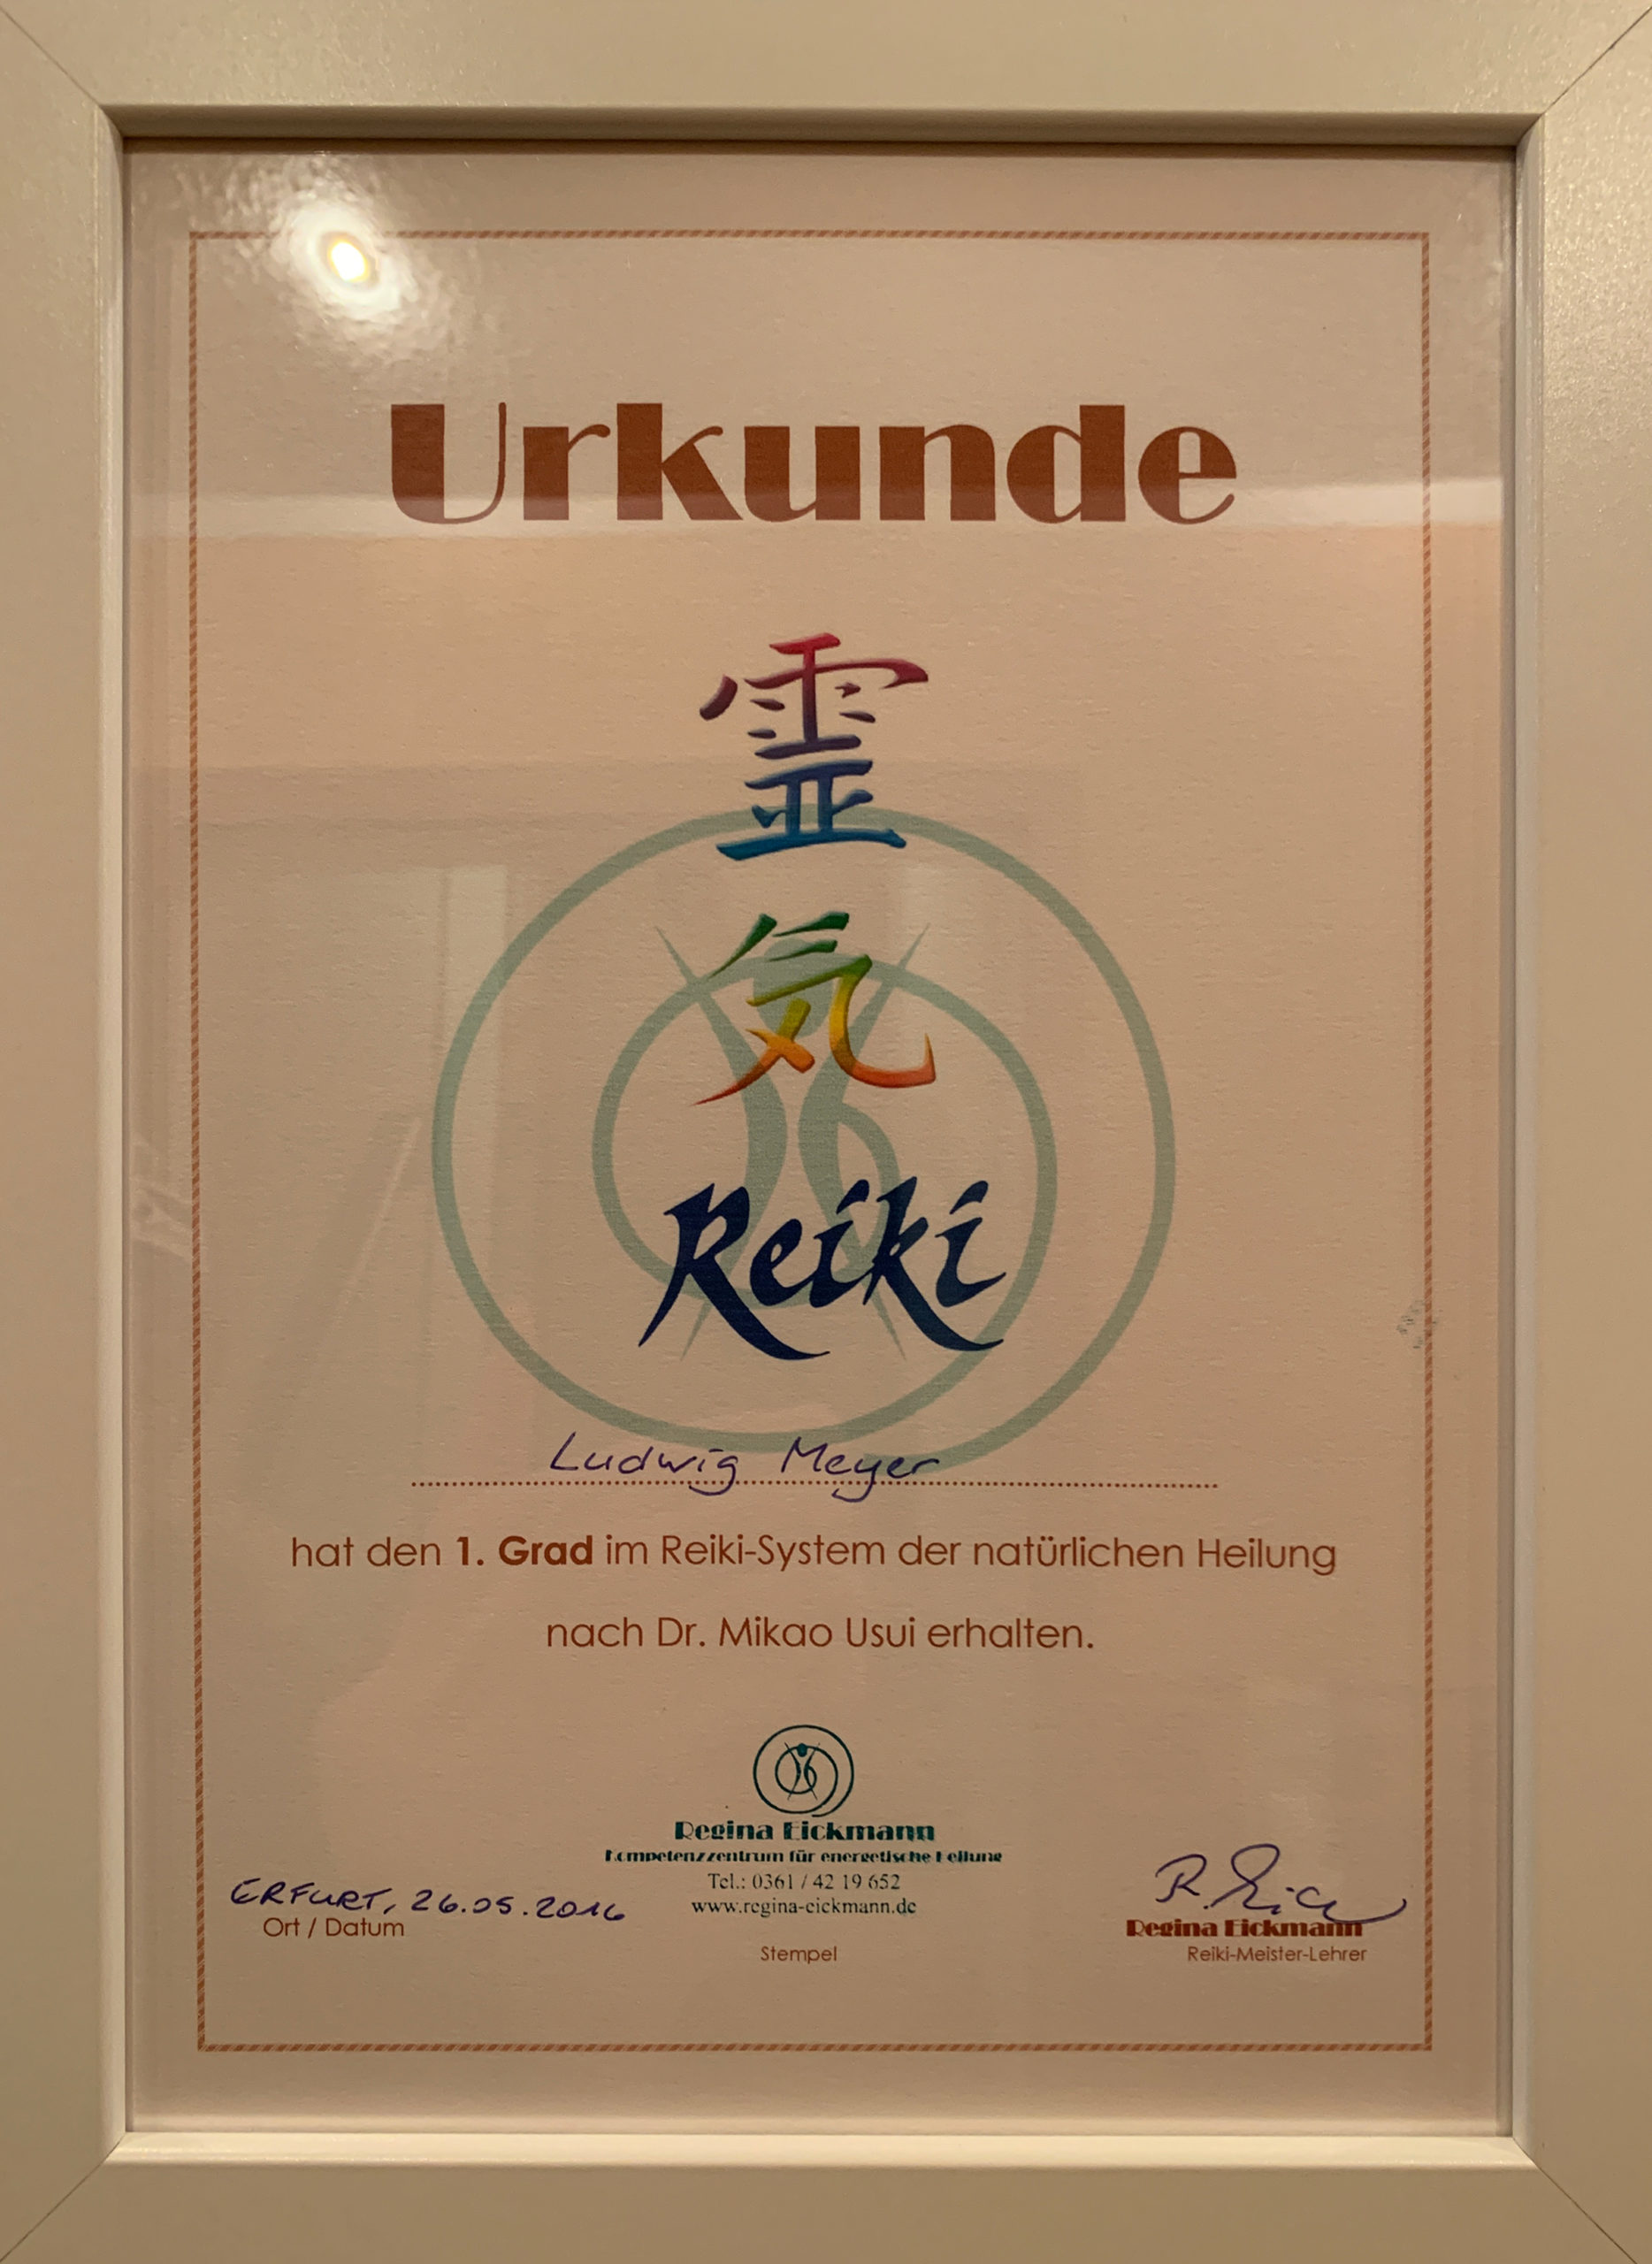 Urkunde
霊
気
Reiki
Ludwig Meyer
hat den 1. Grad im Reiki-System der natürlichen Heilung
nach Dr. Mikao Usui erhalten.
Regina Eickmann
Kompetenzzentrum für energetische Heilung
Tel.: 0361 / 42 19 652
www.regina-eickmann.de
Stempel
ERFURT, 26.05.2016
Ort / Datum
R. Eick
Regina Eickmann
Reiki-Meister-Lehrer